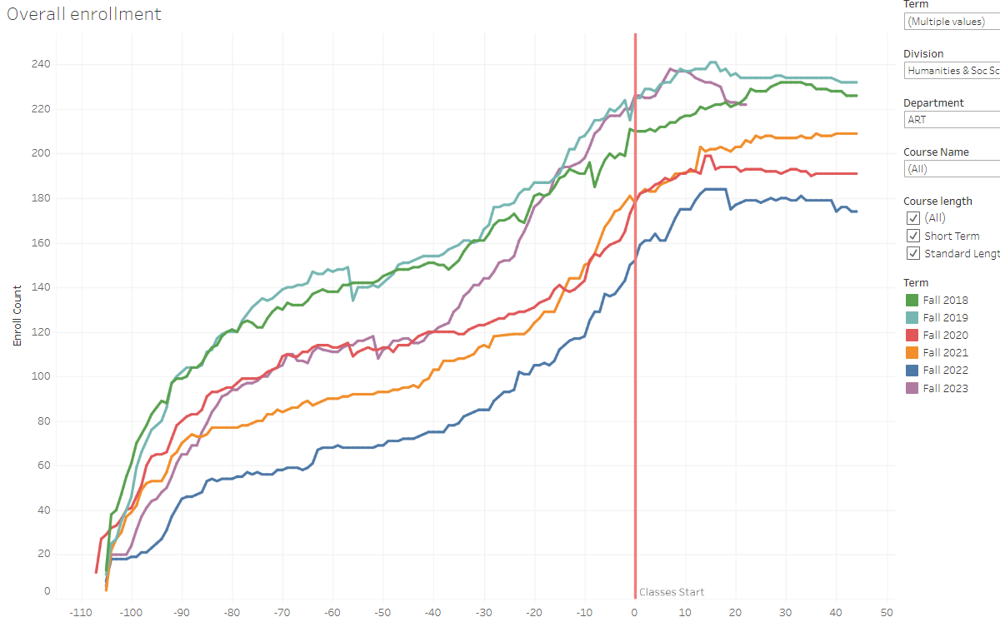 Overall enrollment
Term
(Multiple values)
Division
Humanities & Soc Sc
Department
ART
Course Name
(All)
Course length
(All)
Short Term
Standard Lengt
Term
Fall 2018
Fall 2019
Fall 2020
Fall 2021
Fall 2022
Fall 2023
Enroll Count
240
220
200
180
160
140
120
100
80
60
40
20
0
Classes Start
-110 -100 -90 -80 -70 -60 -50 -40 -30 -20 -10 0 10 20 30 40 50